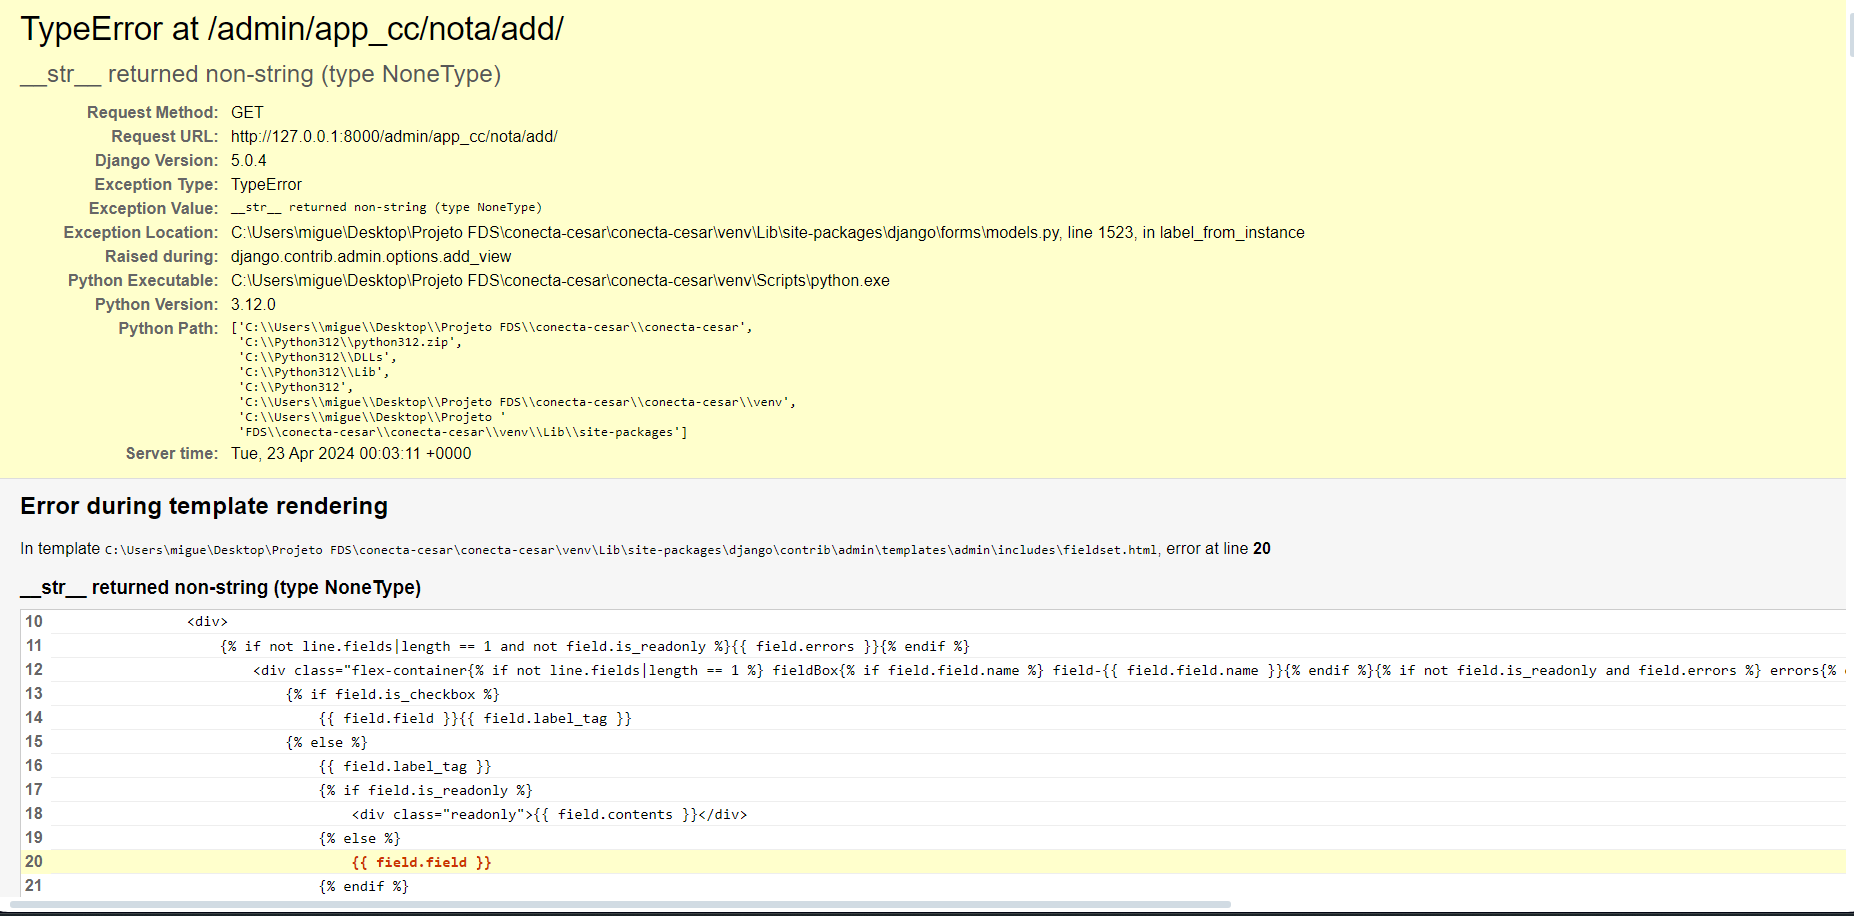 TypeError at /admin/app_cc/nota/add/
__str__ returned non-string (type NoneType)
Request Method: GET
Request URL: http://127.0.0.1:8000/admin/app_cc/nota/add/
Django Version: 5.0.4
Exception Type: TypeError
Exception Value: __str__ returned non-string (type NoneType)
Exception Location: C:\Users\migue\Desktop\Projeto FDS\conecta-cesar\conecta-cesar\venv\Lib\site-packages\django\forms\models.py, line 1523, in label_from_instance
Raised during: django.contrib.admin.options.add_view
Python Executable: C:\Users\migue\Desktop\Projeto FDS\conecta-cesar\conecta-cesar\venv\Scripts\python.exe
Python Version: 3.12.0
Python Path: ['C:\\Users\\migue\\Desktop\\Projeto FDS\\conecta-cesar\\conecta-cesar',
'C:\\Python312\\python312.zip',
'C:\\Python312\\DLLs',
'C:\\Python312\\Lib',
'C:\\Python312',
'C:\\Users\\migue\\Desktop\\Projeto FDS\\conecta-cesar\\conecta-cesar\\venv',
'C:\\Users\\migue\\Desktop\\Projeto '
'FDS\\conecta-cesar\\conecta-cesar\\venv\\Lib\\site-packages']
Server time: Tue, 23 Apr 2024 00:03:11 +0000
Error during template rendering
In template C:\Users\migue\Desktop\Projeto FDS\conecta-cesar\conecta-cesar\venv\Lib\site-packages\django\contrib\admin\templates\admin\includes\fieldset.html, error at line 20
__str__ returned non-string (type NoneType)
10 <div>
11 {% if not line.fields|length == 1 and not field.is_readonly %}{{ field.errors }}{% endif %}
12 <div class="flex-container{% if not line.fields|length == 1 %} fieldBox{% if field.field.name %} field-{{ field.field.name }}{% endif %}{% if not field.is_readonly and field.errors %} errors{%
13 {% if field.is_checkbox %}
14 {{ field.field }}{{ field.label_tag }}
15 {% else %}
16 {{ field.label_tag }}
17 {% if field.is_readonly %}
18 <div class="readonly">{{ field.contents }}</div>
19 {% else %}
20 {{ field.field }}
21 {% endif %}